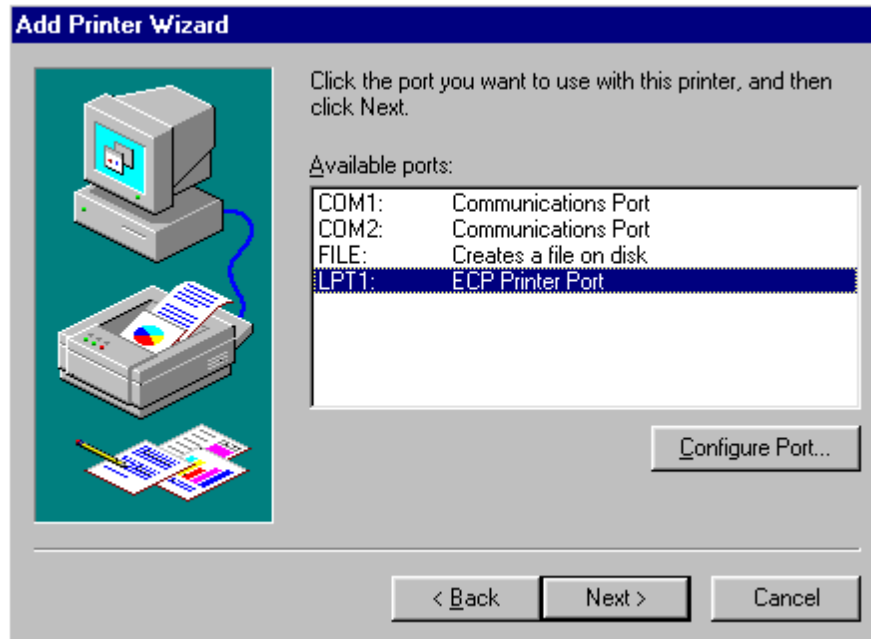 Add Printer Wizard
Click the port you want to use with this printer, and then
click Next.
Available ports:
COM1: Communications Port
COM2: Communications Port
FILE: Creates a file on disk
LPT1: ECP Printer Port
Configure Port...
< Back Next > Cancel